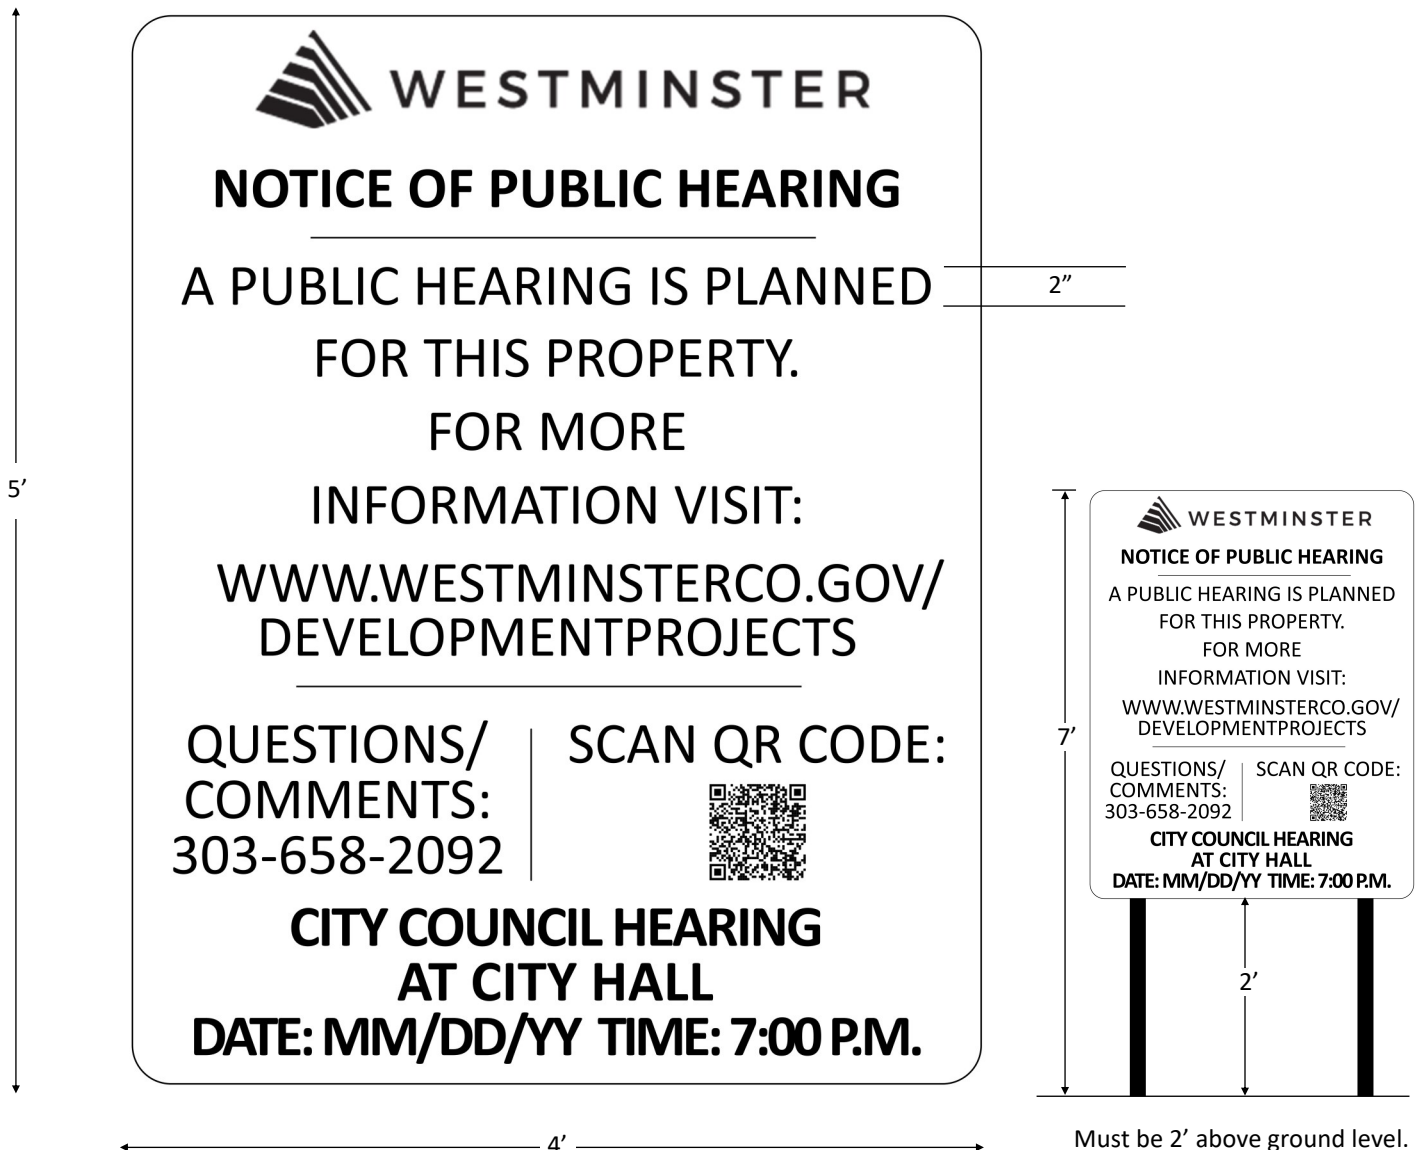 WESTMINSTER
NOTICE OF PUBLIC HEARING
A PUBLIC HEARING IS PLANNED
FOR THIS PROPERTY.
FOR MORE
INFORMATION VISIT:
WWW.WESTMINSTERCO.GOV/
DEVELOPMENTPROJECTS
QUESTIONS/
COMMENTS:
303-658-2092
SCAN QR CODE:
CITY COUNCIL HEARING
AT CITY HALL
DATE: MM/DD/YY TIME: 7:00 P.M.
5’
4’
2”
WESTMINSTER
NOTICE OF PUBLIC HEARING
A PUBLIC HEARING IS PLANNED
FOR THIS PROPERTY.
FOR MORE
INFORMATION VISIT:
WWW.WESTMINSTERCO.GOV/
DEVELOPMENTPROJECTS
QUESTIONS/
COMMENTS:
303-658-2092
SCAN QR CODE:
CITY COUNCIL HEARING
AT CITY HALL
DATE: MM/DD/YY TIME: 7:00 P.M.
7’
2’
Must be 2’ above ground level.